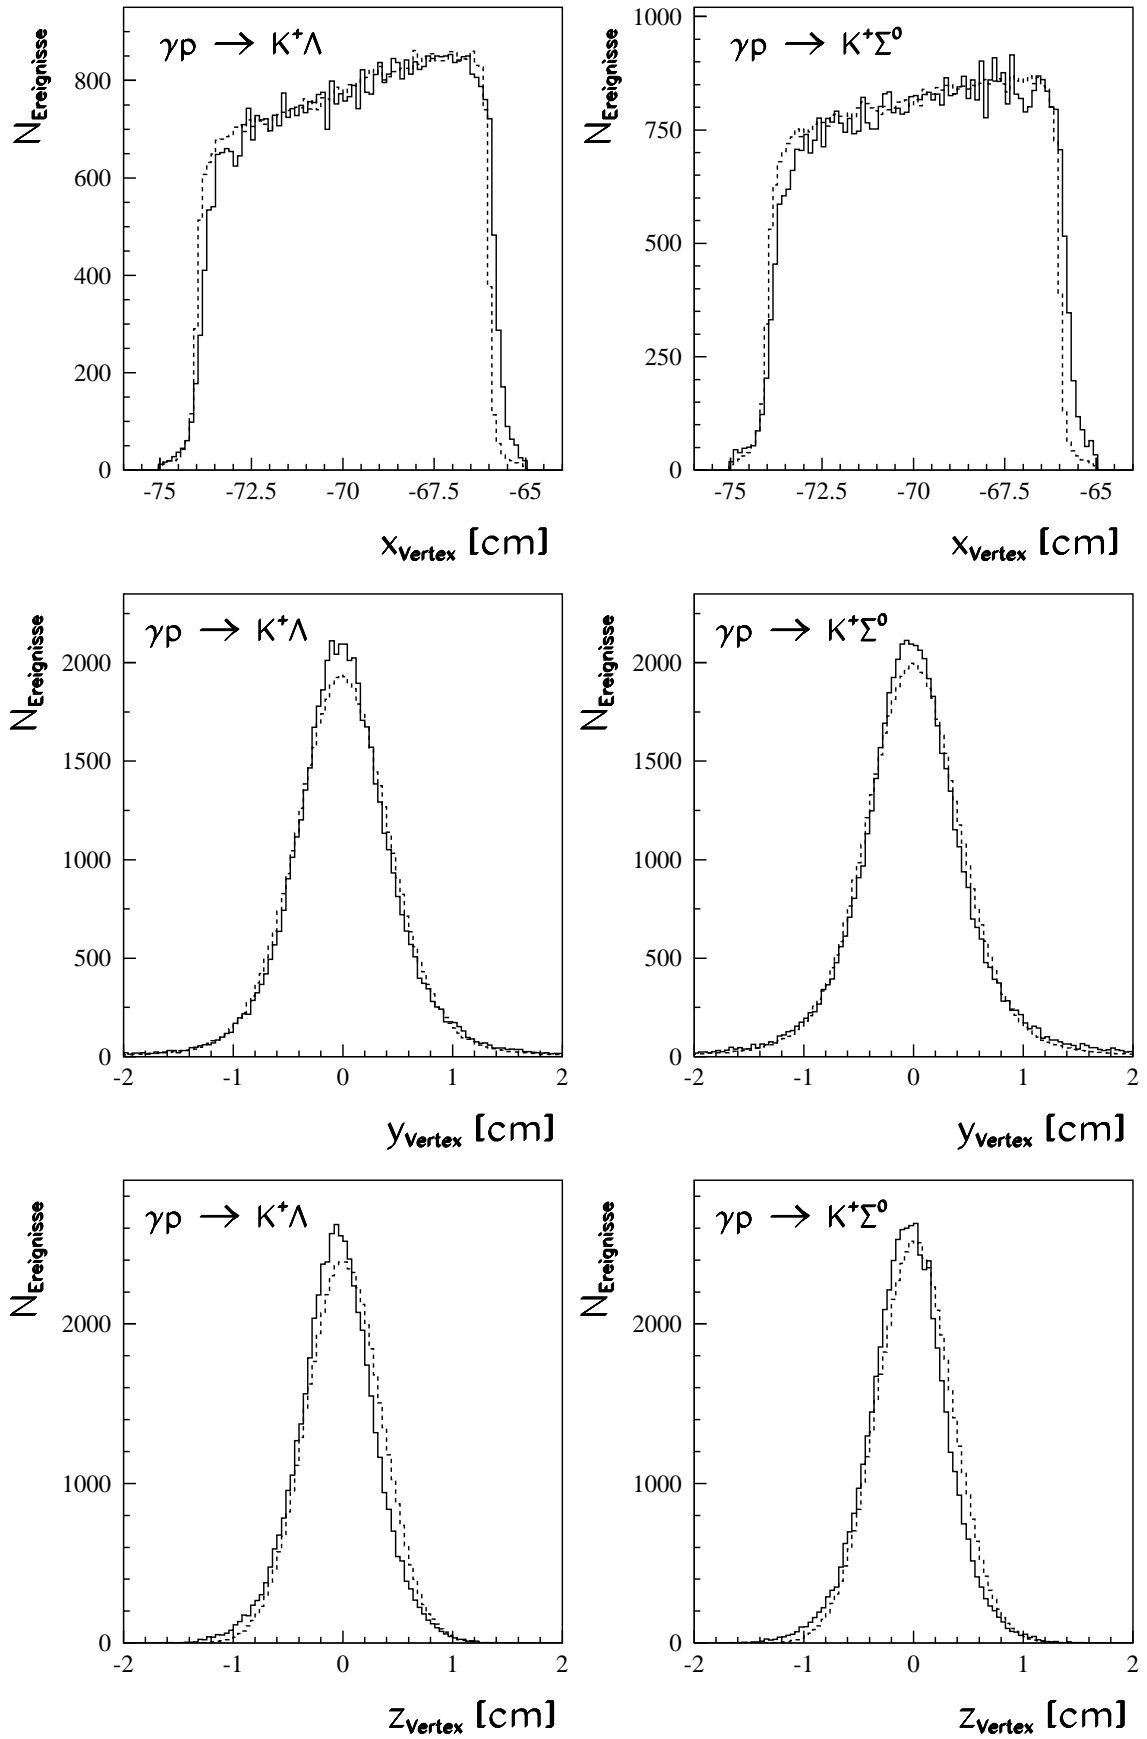 γp → K⁺Λ
N_Ereignisse
800
600
400
200
0
-75 -72.5 -70 -67.5 -65
x_Vertex [cm]
γp → K⁺Σ⁰
N_Ereignisse
1000
750
500
250
0
-75 -72.5 -70 -67.5 -65
x_Vertex [cm]
γp → K⁺Λ
N_Ereignisse
2000
1500
1000
500
0
-2 -1 0 1 2
y_Vertex [cm]
γp → K⁺Σ⁰
N_Ereignisse
2000
1500
1000
500
0
-2 -1 0 1 2
y_Vertex [cm]
γp → K⁺Λ
N_Ereignisse
2000
1000
0
-2 -1 0 1 2
z_Vertex [cm]
γp → K⁺Σ⁰
N_Ereignisse
2000
1000
0
-2 -1 0 1 2
z_Vertex [cm]